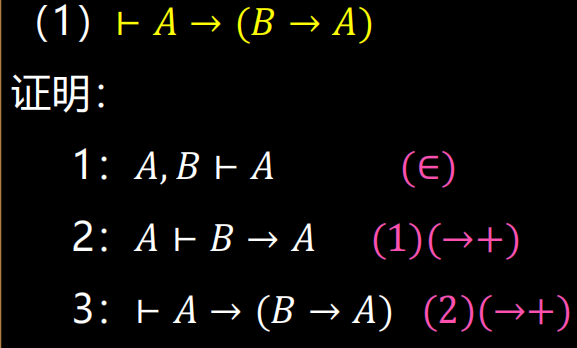 (1) ⊢ A → (B → A)
证明：
1：A, B ⊢ A (∈)
2：A ⊢ B → A (1)(→+)
3：⊢ A → (B → A) (2)(→+)